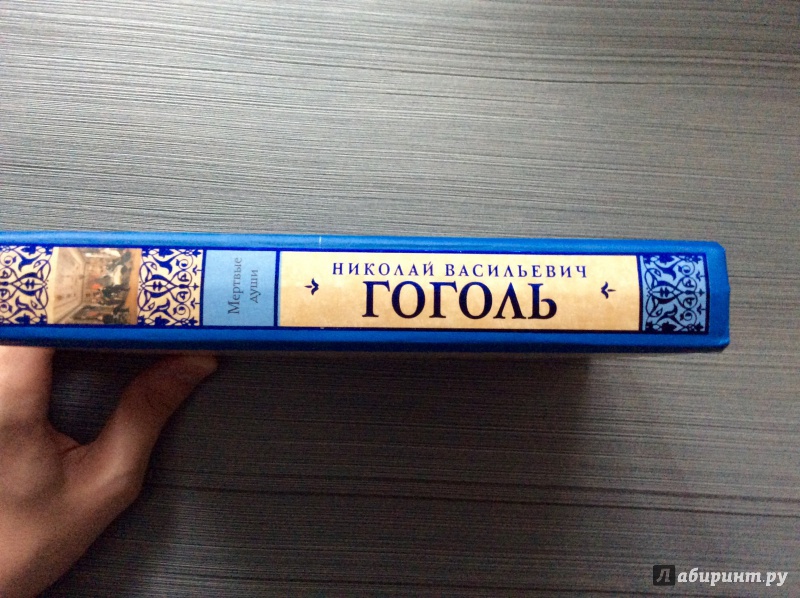 НИКОЛАЙ ВАСИЛЬЕВИЧ
ГОГОЛЬ
Мертвые
души
Лабиринт.ру